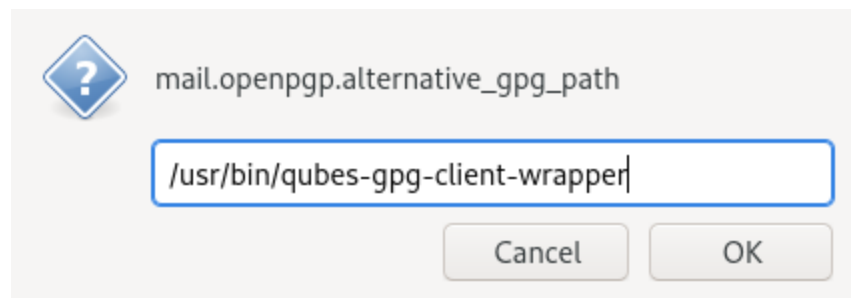 mail.openpgp.alternative_gpg_path
/usr/bin/qubes-gpg-client-wrapper
Cancel
OK